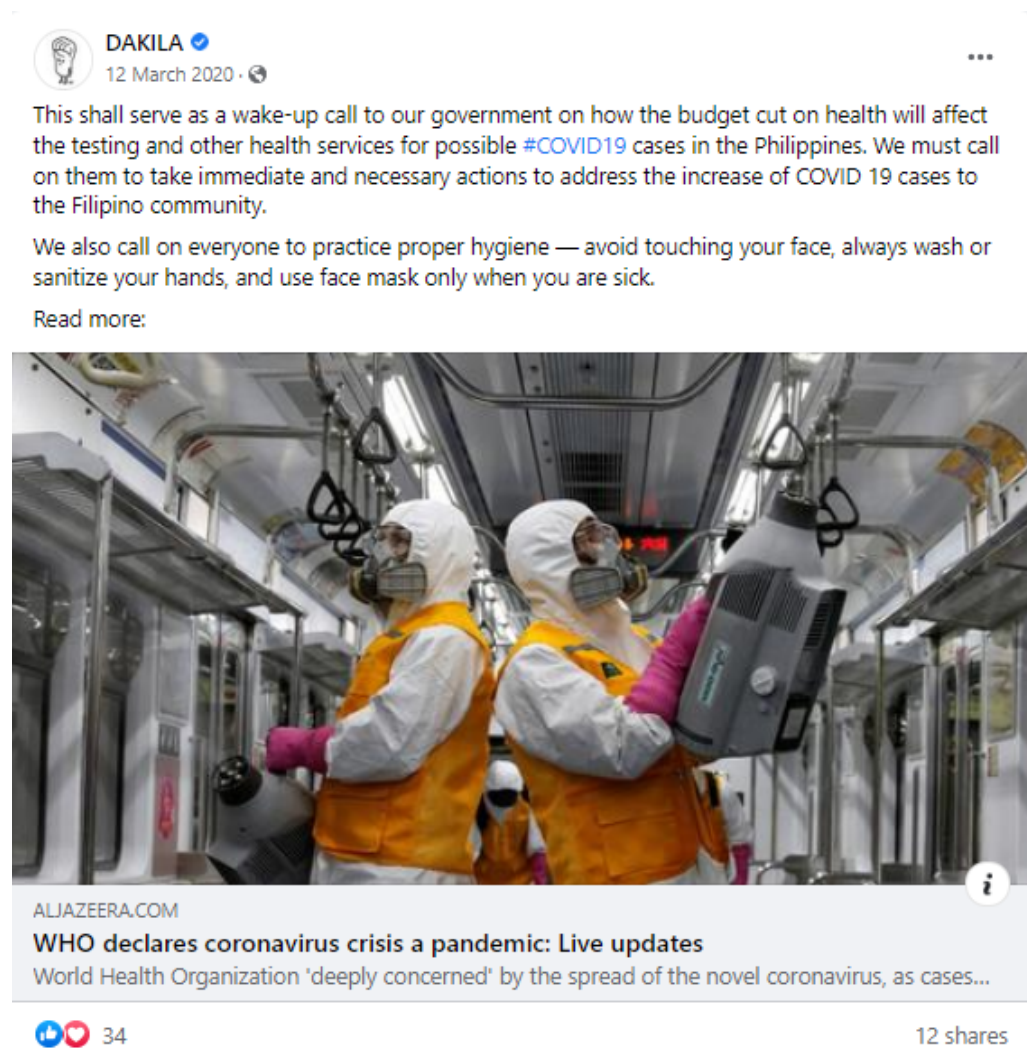 DAKILA
12 March 2020 ·
This shall serve as a wake-up call to our government on how the budget cut on health will affect
the testing and other health services for possible #COVID19 cases in the Philippines. We must call
on them to take immediate and necessary actions to address the increase of COVID 19 cases to
the Filipino community.
We also call on everyone to practice proper hygiene — avoid touching your face, always wash or
sanitize your hands, and use face mask only when you are sick.
Read more:
ALJAZEERA.COM
WHO declares coronavirus crisis a pandemic: Live updates
World Health Organization 'deeply concerned' by the spread of the novel coronavirus, as cases...
34
12 shares